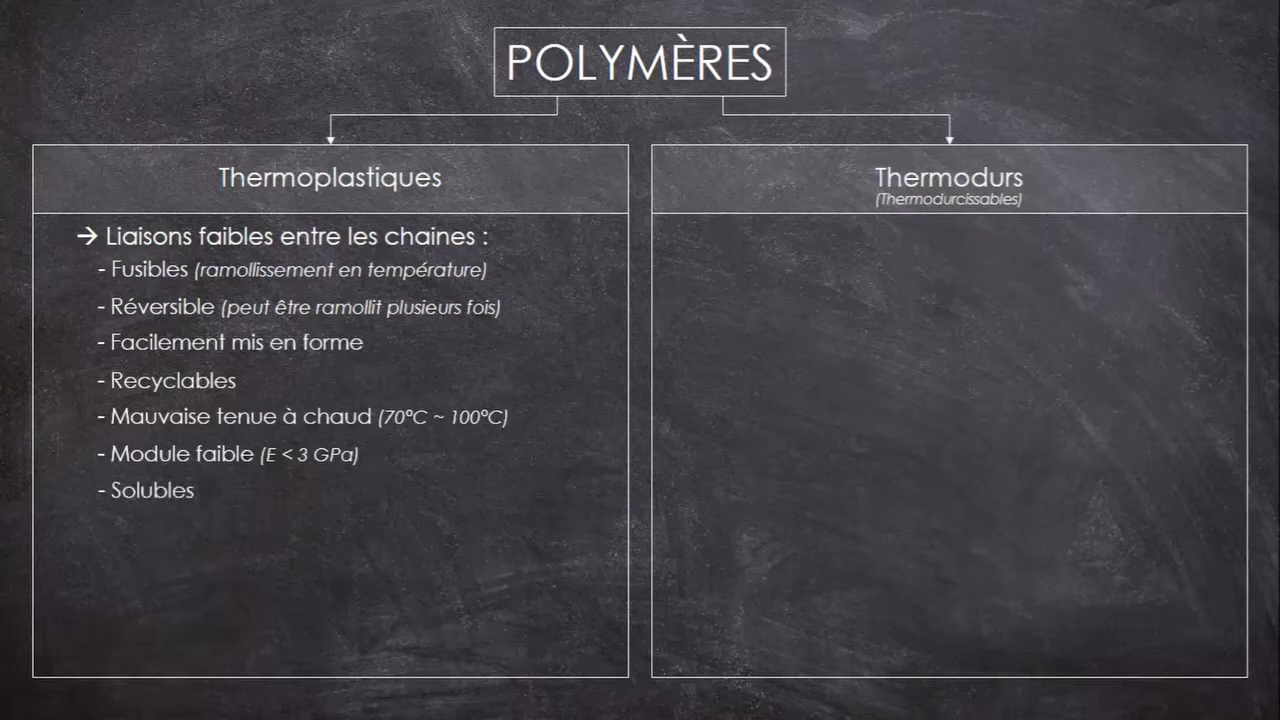 POLYMÈRES
Thermoplastiques
→ Liaisons faibles entre les chaines :
- Fusibles (ramollissement en température)
- Réversible (peut être ramollit plusieurs fois)
- Facilement mis en forme
- Recyclables
- Mauvaise tenue à chaud (70°C ~ 100°C)
- Module faible (E < 3 GPa)
- Solubles
Thermodurs
(Thermodurcissables)